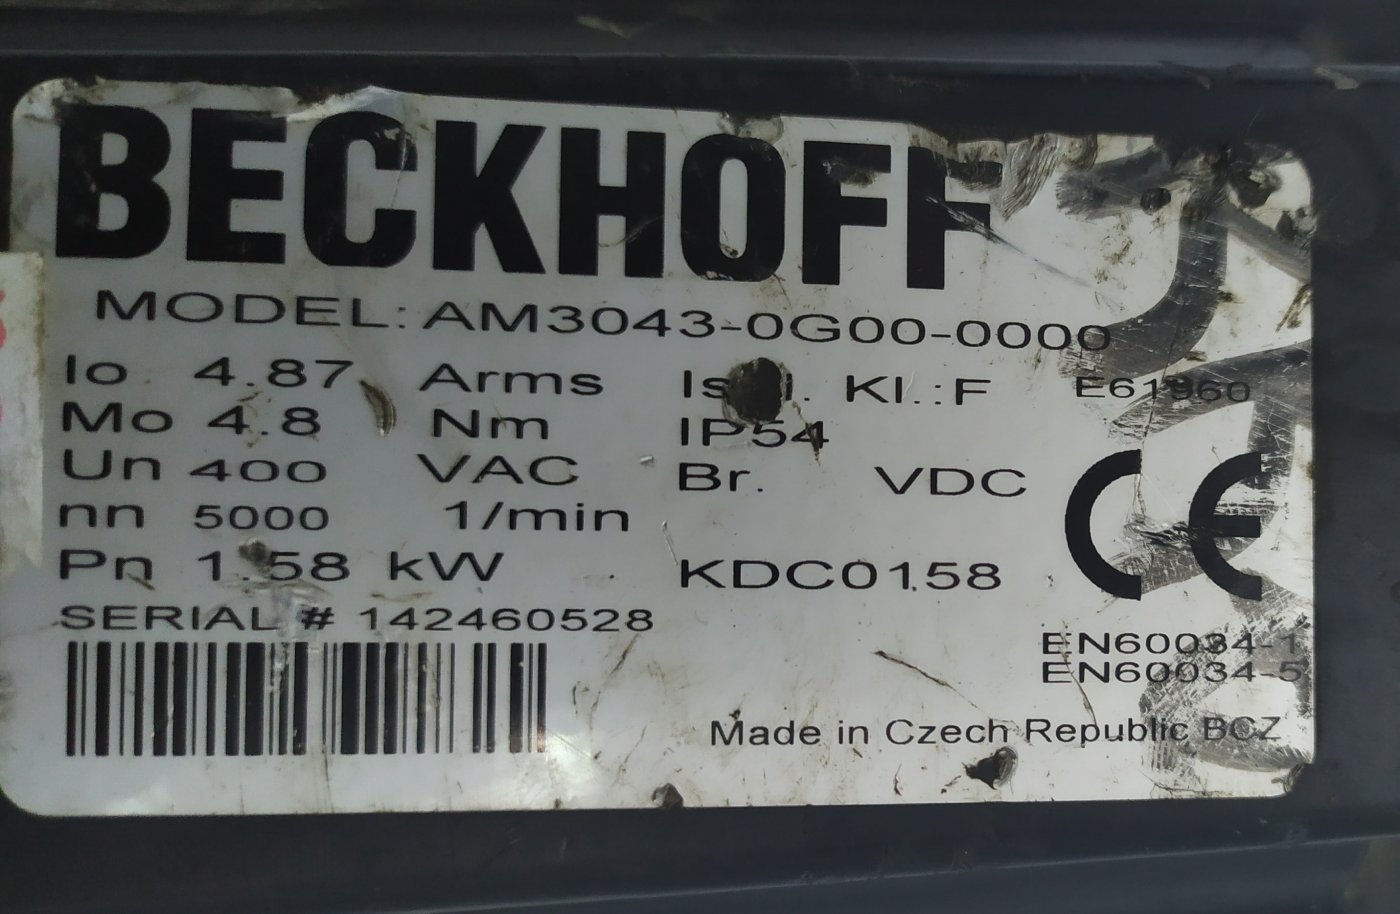 BECKHOFF
MODEL: AM3043-0G00-0000
Io 4.87 Arms Kl.:F E61960
Mo 4.8 Nm IP54
Un 400 VAC Br. VDC
nn 5000 1/min CE
Pn 1.58 kW KDC0158
SERIAL # 142460528
EN60034-1
EN60034-5
Made in Czech Republic BCZ